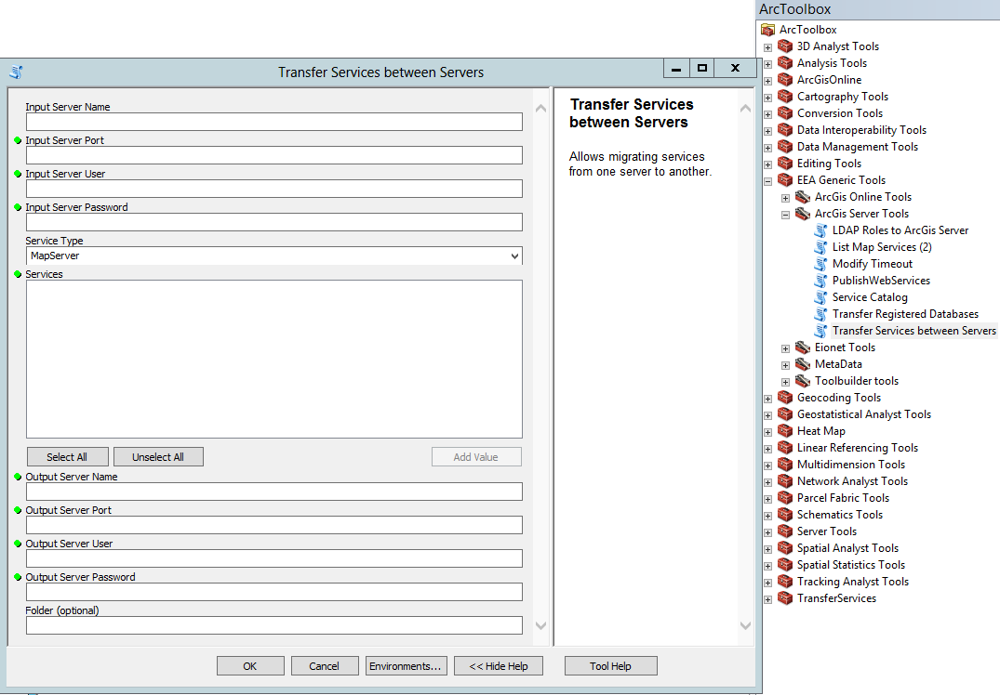 Transfer Services between Servers
Input Server Name
Input Server Port
Input Server User
Input Server Password
Service Type
MapServer
Services
Select All
Unselect All
Add Value
Output Server Name
Output Server Port
Output Server User
Output Server Password
Folder (optional)
Transfer Services
between Servers
Allows migrating services
from one server to another.
OK
Cancel
Environments...
<< Hide Help
Tool Help
ArcToolbox
ArcToolbox
3D Analyst Tools
Analysis Tools
ArcGisOnline
Cartography Tools
Conversion Tools
Data Interoperability Tools
Data Management Tools
Editing Tools
EEA Generic Tools
ArcGis Online Tools
ArcGis Server Tools
LDAP Roles to ArcGis Server
List Map Services (2)
Modify Timeout
PublishWebServices
Service Catalog
Transfer Registered Databases
Transfer Services between Servers
Eionet Tools
MetaData
Toolbuilder tools
Geocoding Tools
Geostatistical Analyst Tools
Heat Map
Linear Referencing Tools
Multidimension Tools
Network Analyst Tools
Parcel Fabric Tools
Schematics Tools
Server Tools
Spatial Analyst Tools
Spatial Statistics Tools
Tracking Analyst Tools
TransferServices